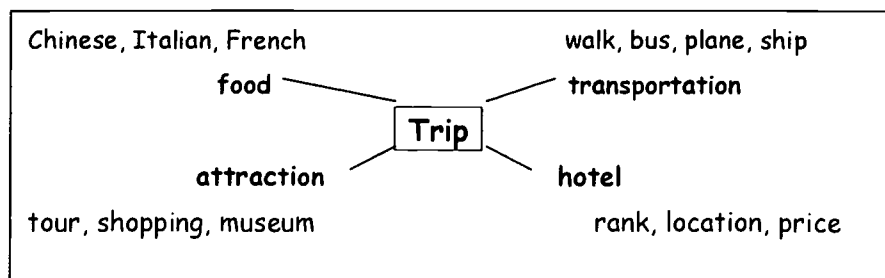 Chinese, Italian, French
walk, bus, plane, ship
food
transportation
Trip
attraction
hotel
tour, shopping, museum
rank, location, price